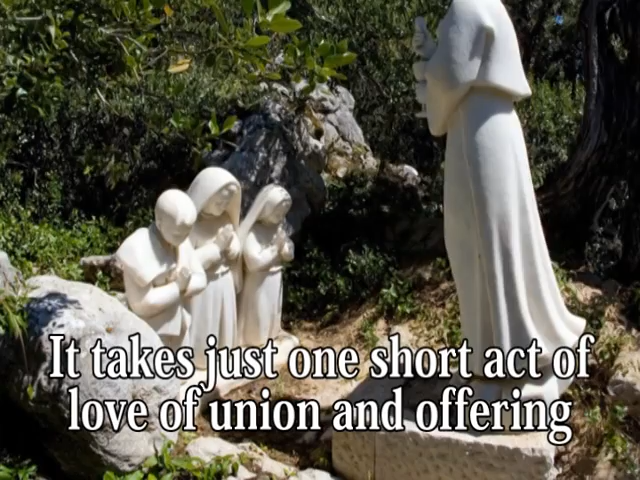 It takes just one short act of
love of union and offering